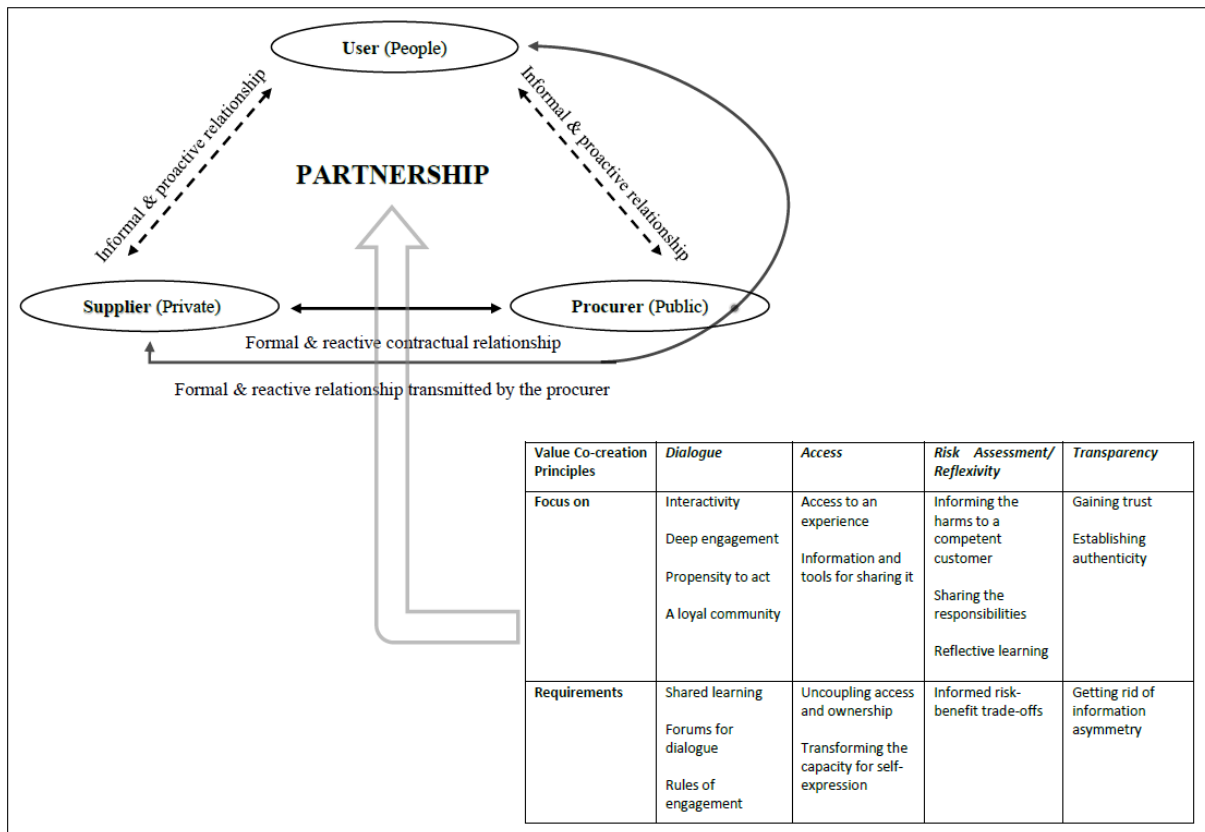 User (People)
Informal & proactive relationship
Informal & proactive relationship
PARTNERSHIP
Supplier (Private)
Procurer (Public)
Formal & reactive contractual relationship
Formal & reactive relationship transmitted by the procurer
Value Co-creation
Principles
Dialogue
Access
Risk Assessment/
Reflexivity
Transparency
Focus on
Interactivity
Deep engagement
Propensity to act
A loyal community
Access to an
experience
Information and
tools for sharing it
Informing the
harms to a
competent
customer
Sharing the
responsibilities
Reflective learning
Gaining trust
Establishing
authenticity
Requirements
Shared learning
Forums for
dialogue
Rules of
engagement
Uncoupling access
and ownership
Transforming the
capacity for self-
expression
Informed risk-
benefit trade-offs
Getting rid of
information
asymmetry